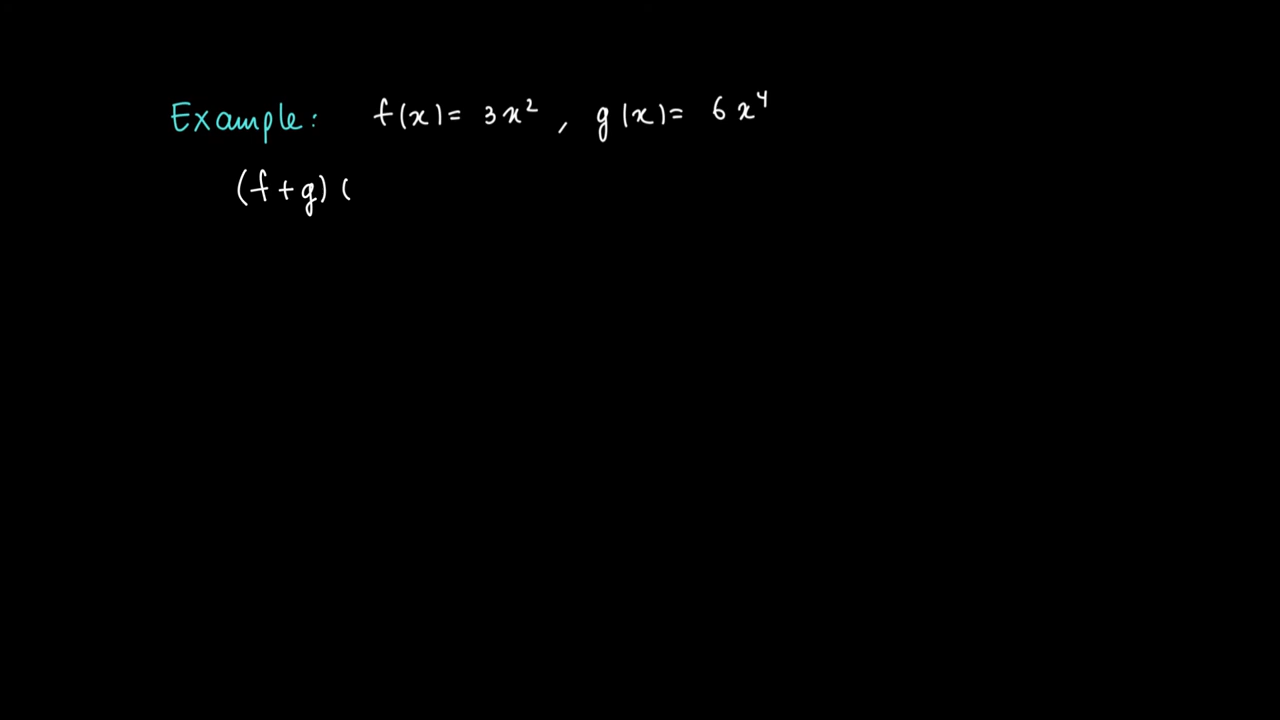 Example: f(x) = 3x², g(x) = 6x⁴
(f+g)(